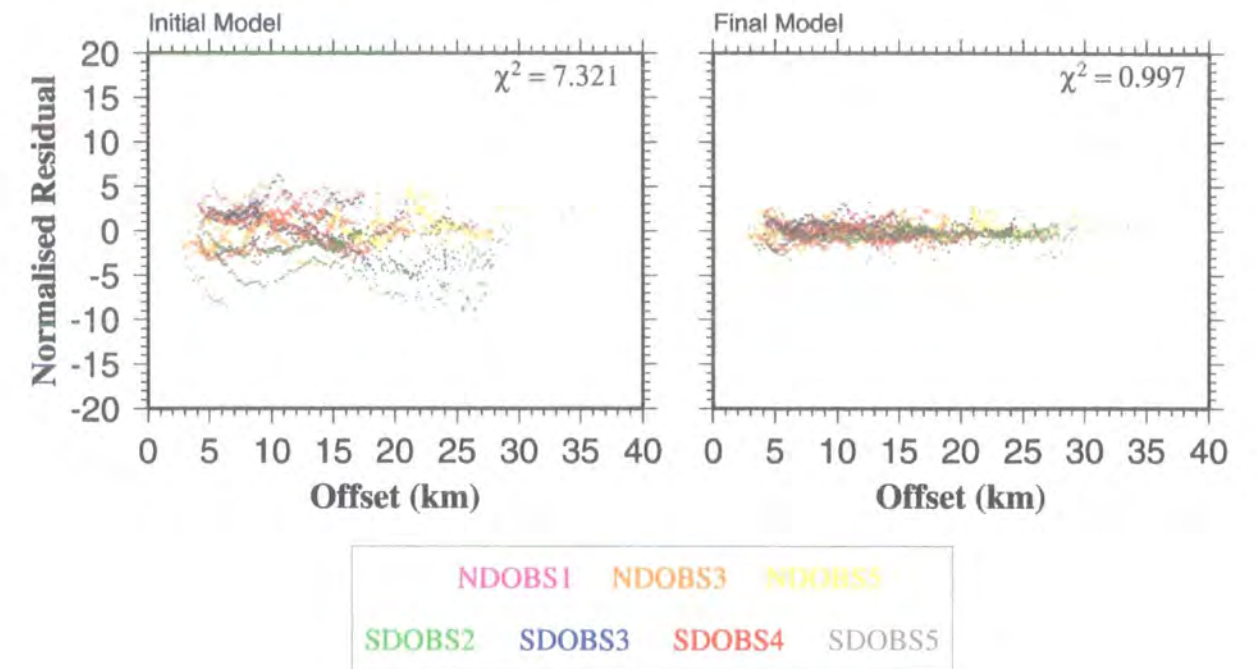 Initial Model
Final Model
χ² = 7.321
χ² = 0.997
Normalised Residual
20
15
10
5
0
-5
-10
-15
-20
0 5 10 15 20 25 30 35 40
0 5 10 15 20 25 30 35 40
Offset (km)
Offset (km)
NDOBS1 NDOBS3 NDOBS5
SDOBS2 SDOBS3 SDOBS4 SDOBS5